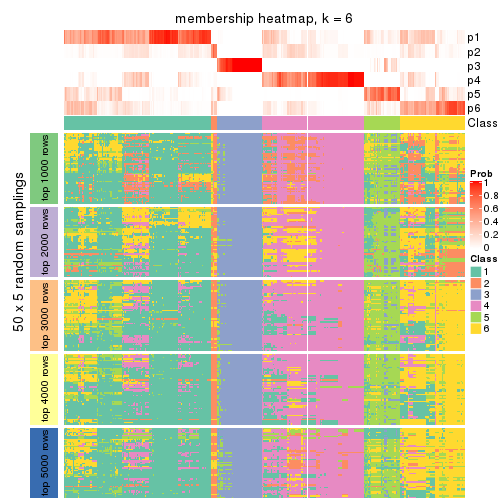 membership heatmap, k = 6
p1
p2
p3
p4
p5
p6
Class
50 x 5 random samplings
top 1000 rows
top 2000 rows
top 3000 rows
top 4000 rows
top 5000 rows
Prob
1
0.8
0.6
0.4
0.2
0
Class
1
2
3
4
5
6